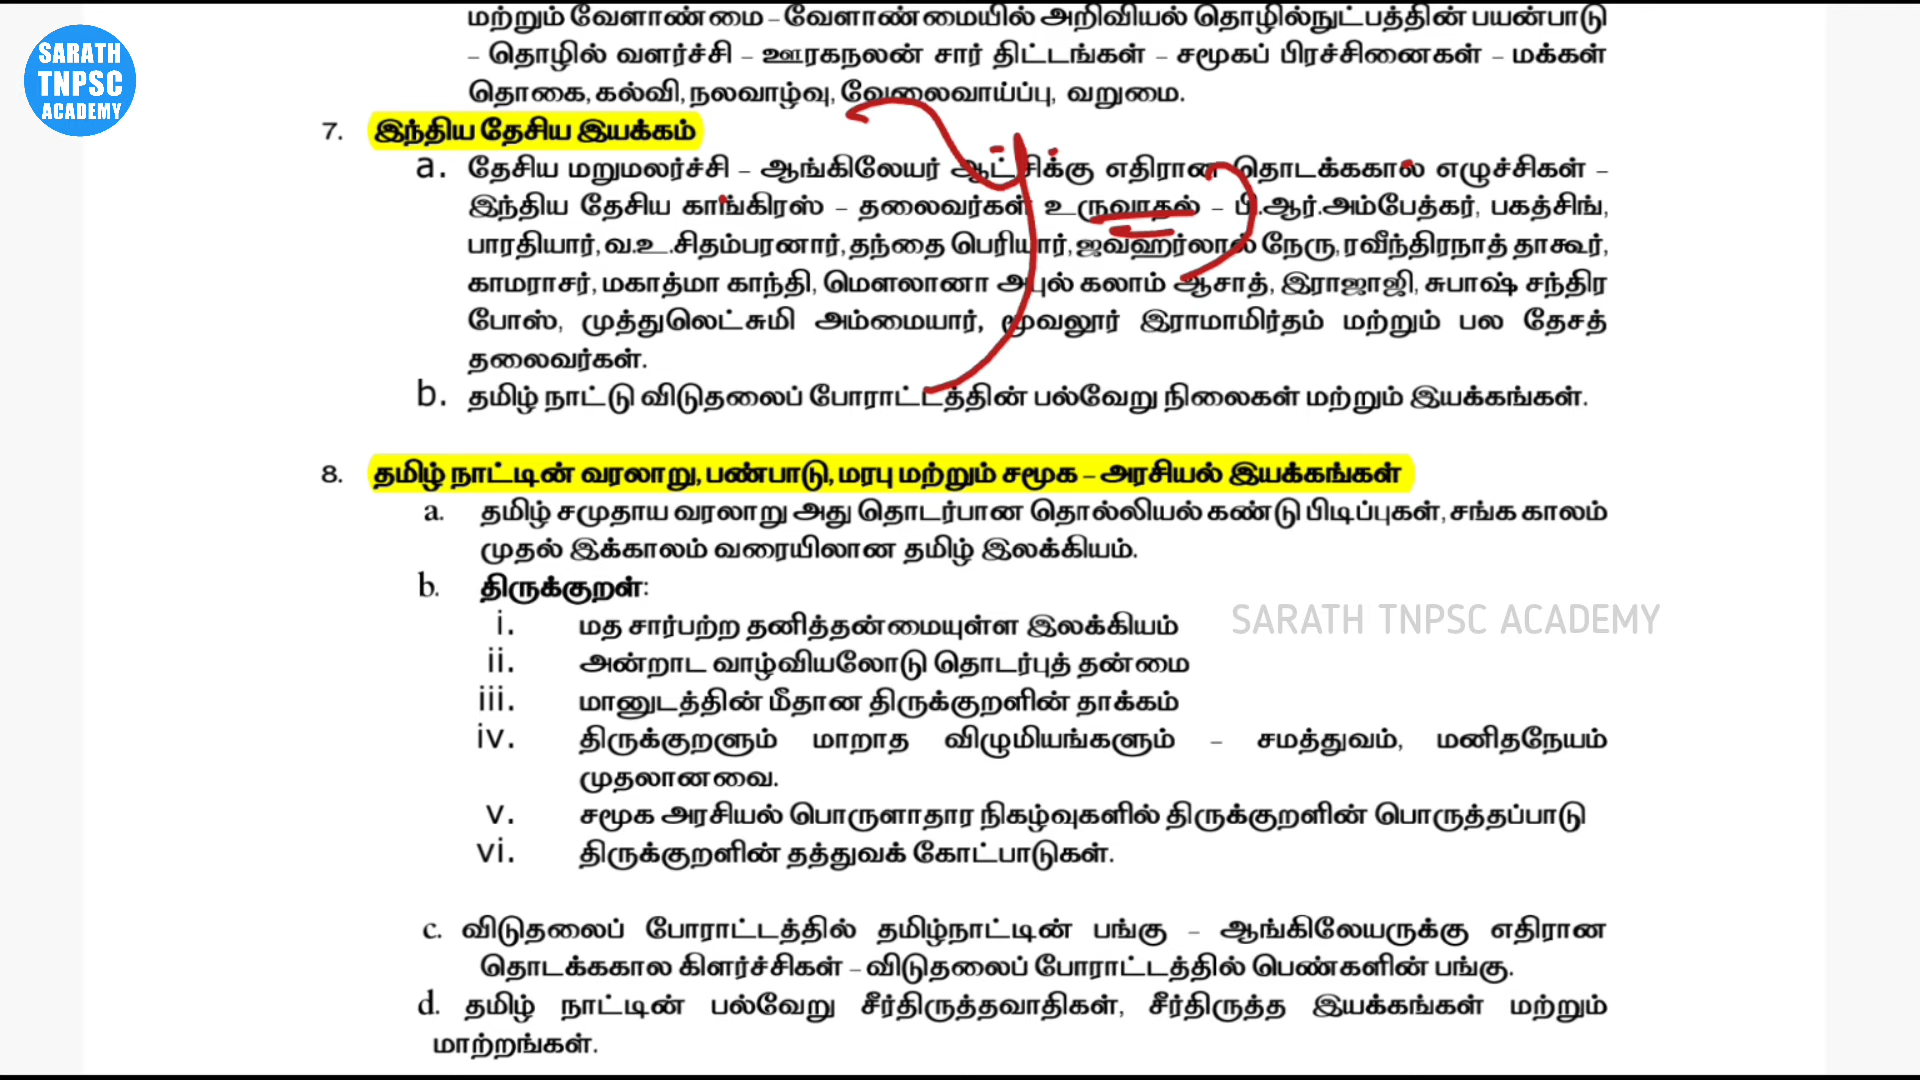 SARATH
TNPSC
ACADEMY
மற்றும் வேளாண்மை – வேளாண்மையில் அறிவியல் தொழில்நுட்பத்தின் பயன்பாடு
– தொழில் வளர்ச்சி – ஊரகநலன் சார் திட்டங்கள் – சமூகப் பிரச்சினைகள் – மக்கள்
தொகை, கல்வி, நலவாழ்வு, வேலைவாய்ப்பு, வறுமை.
7. இந்திய தேசிய இயக்கம்
a. தேசிய மறுமலர்ச்சி – ஆங்கிலேயர் ஆட்சிக்கு எதிரான தொடக்ககால எழுச்சிகள் –
இந்திய தேசிய காங்கிரஸ் – தலைவர்கள் உருவாதல் – பி.ஆர்.அம்பேத்கர், பகத்சிங்,
பாரதியார், வ.உ.சிதம்பரனார், தந்தை பெரியார், ஜவஹர்லால் நேரு, ரவீந்திரநாத் தாகூர்,
காமராசர், மகாத்மா காந்தி, மௌலானா அபுல் கலாம் ஆசாத், இராஜாஜி, சுபாஷ் சந்திர
போஸ், முத்துலெட்சுமி அம்மையார், மூவலூர் இராமாமிர்தம் மற்றும் பல தேசத்
தலைவர்கள்.
b. தமிழ் நாட்டு விடுதலைப் போராட்டத்தின் பல்வேறு நிலைகள் மற்றும் இயக்கங்கள்.
8. தமிழ் நாட்டின் வரலாறு, பண்பாடு, மரபு மற்றும் சமூக – அரசியல் இயக்கங்கள்
a. தமிழ் சமுதாய வரலாறு அது தொடர்பான தொல்லியல் கண்டு பிடிப்புகள், சங்க காலம்
முதல் இக்காலம் வரையிலான தமிழ் இலக்கியம்.
b. திருக்குறள்:
i. மத சார்பற்ற தனித்தன்மையுள்ள இலக்கியம்
SARATH TNPSC ACADEMY
ii. அன்றாட வாழ்வியலோடு தொடர்புத் தன்மை
iii. மானுடத்தின் மீதான திருக்குறளின் தாக்கம்
iv. திருக்குறளும் மாறாத விழுமியங்களும் – சமத்துவம், மனிதநேயம்
முதலானவை.
v. சமூக அரசியல் பொருளாதார நிகழ்வுகளில் திருக்குறளின் பொருத்தப்பாடு
vi. திருக்குறளின் தத்துவக் கோட்பாடுகள்.
c. விடுதலைப் போராட்டத்தில் தமிழ்நாட்டின் பங்கு – ஆங்கிலேயருக்கு எதிரான
தொடக்ககால கிளர்ச்சிகள் – விடுதலைப் போராட்டத்தில் பெண்களின் பங்கு.
d. தமிழ் நாட்டின் பல்வேறு சீர்திருத்தவாதிகள், சீர்திருத்த இயக்கங்கள் மற்றும்
மாற்றங்கள்.